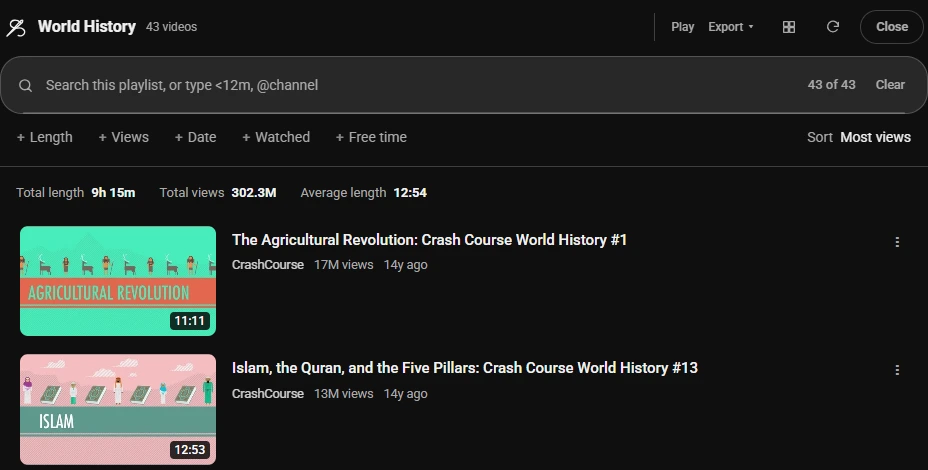 World History 43 videos Play Export Close
Search this playlist, or type <12m, @channel 43 of 43 Clear
+ Length + Views + Date + Watched + Free time Sort Most views
Total length 9h 15m Total views 302.3M Average length 12:54
The Agricultural Revolution: Crash Course World History #1
CrashCourse 17M views 14y ago
AGRICULTURAL REVOLUTION
11:11
Islam, the Quran, and the Five Pillars: Crash Course World History #13
CrashCourse 13M views 14y ago
ISLAM
12:53